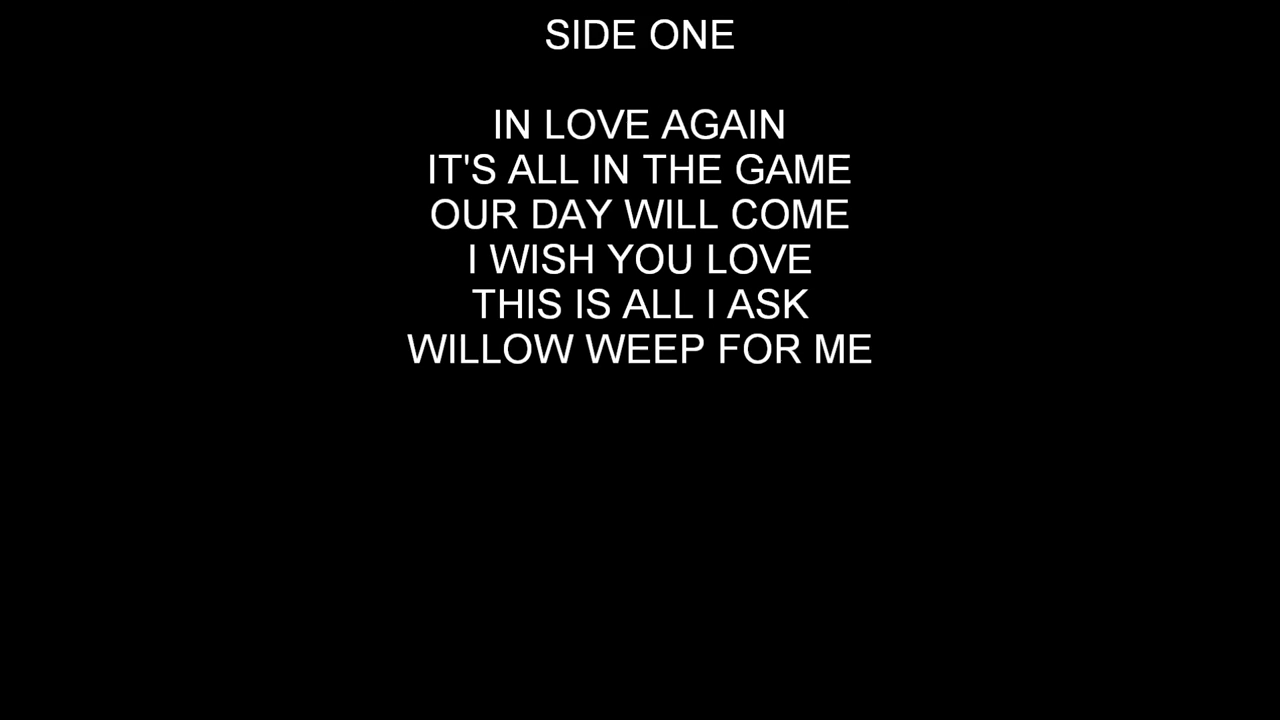 SIDE ONE
IN LOVE AGAIN
IT'S ALL IN THE GAME
OUR DAY WILL COME
I WISH YOU LOVE
THIS IS ALL I ASK
WILLOW WEEP FOR ME